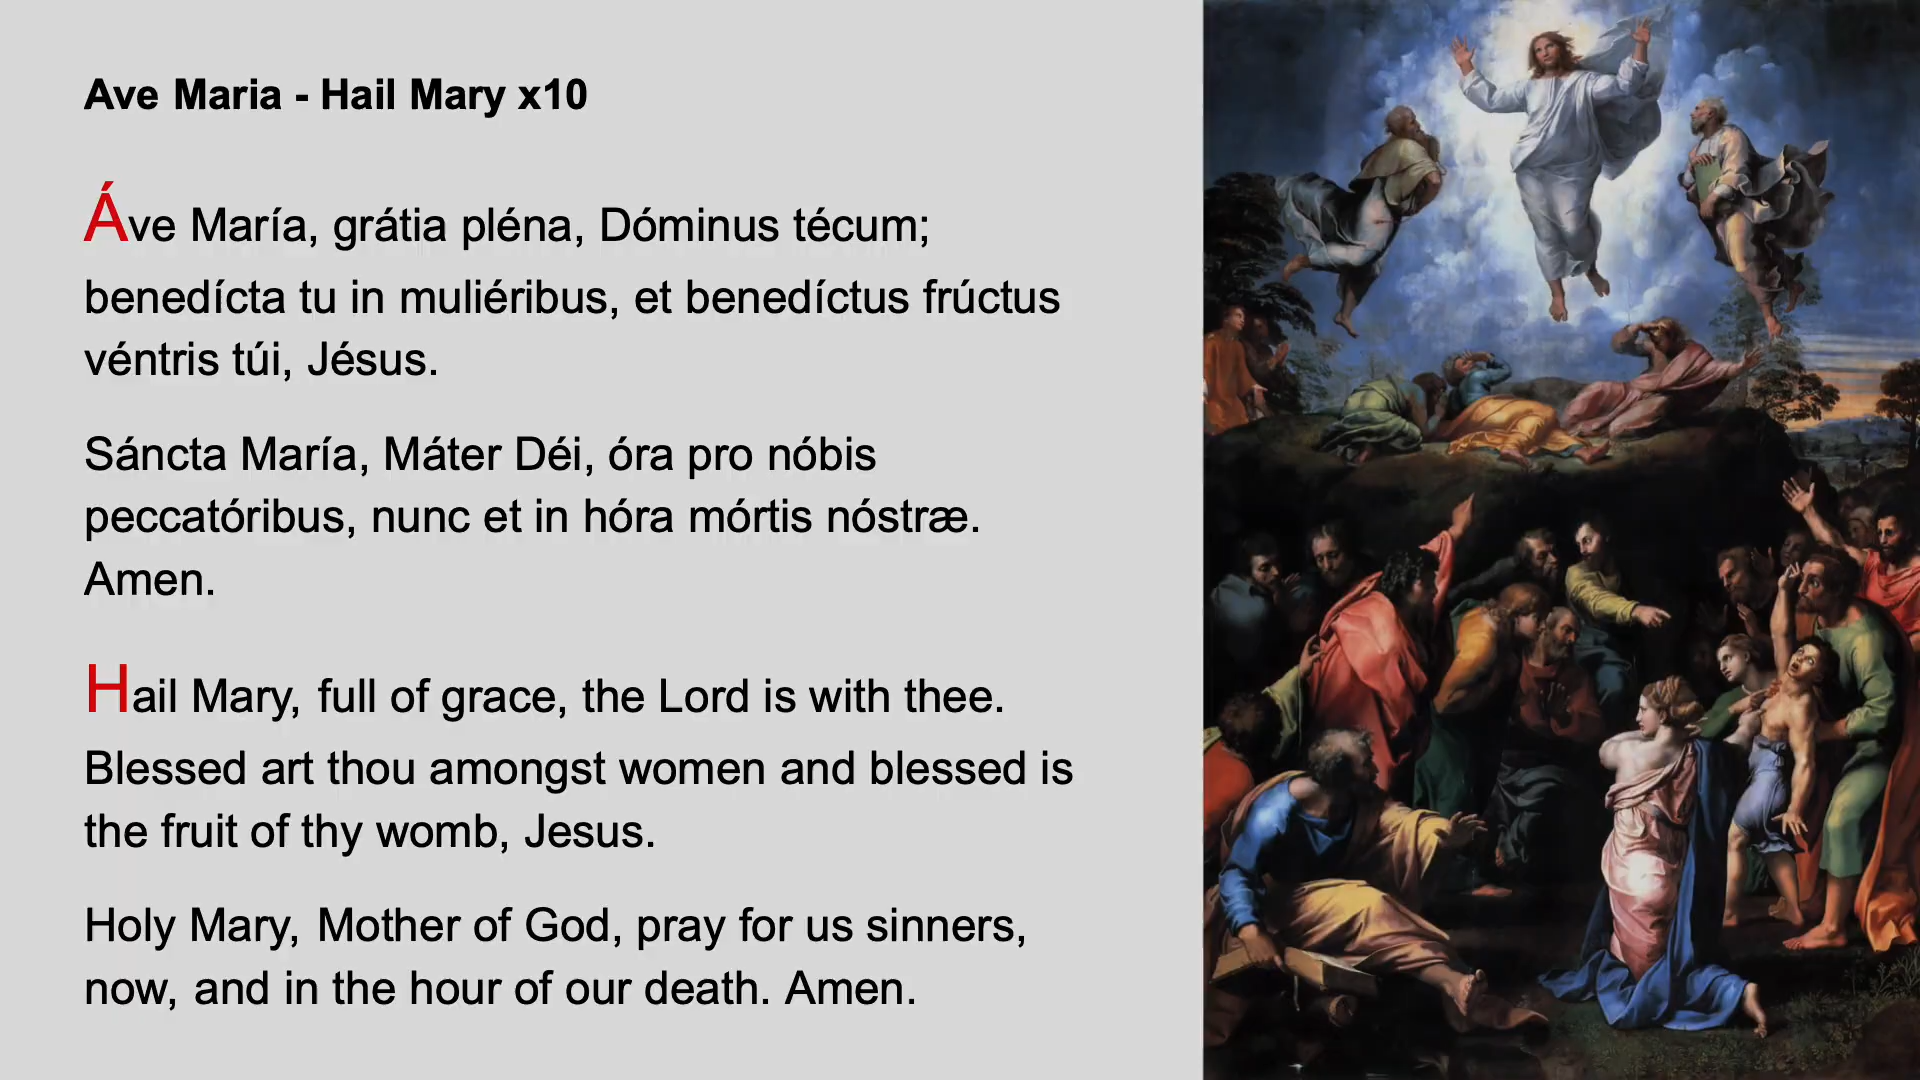 Ave Maria - Hail Mary x10
Áve María, grátia pléna, Dóminus técum;
benedícta tu in muliéribus, et benedíctus frúctus
véntris túi, Jésus.
Sáncta María, Máter Déi, óra pro nóbis
peccatóribus, nunc et in hóra mórtis nóstræ.
Amen.
Hail Mary, full of grace, the Lord is with thee.
Blessed art thou amongst women and blessed is
the fruit of thy womb, Jesus.
Holy Mary, Mother of God, pray for us sinners,
now, and in the hour of our death. Amen.